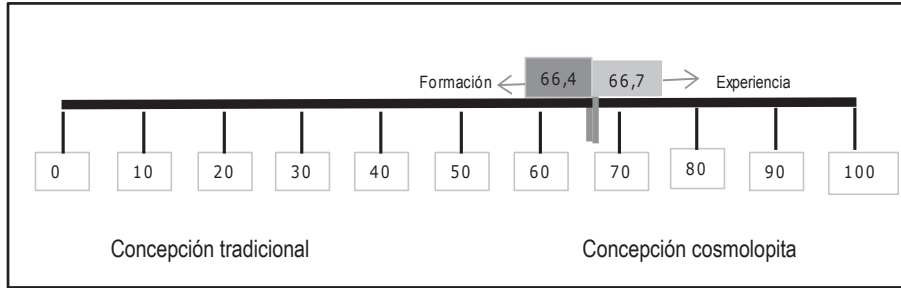 Formación 66,4 66,7 Experiencia
0 10 20 30 40 50 60 70 80 90 100
Concepción tradicional Concepción cosmolopita